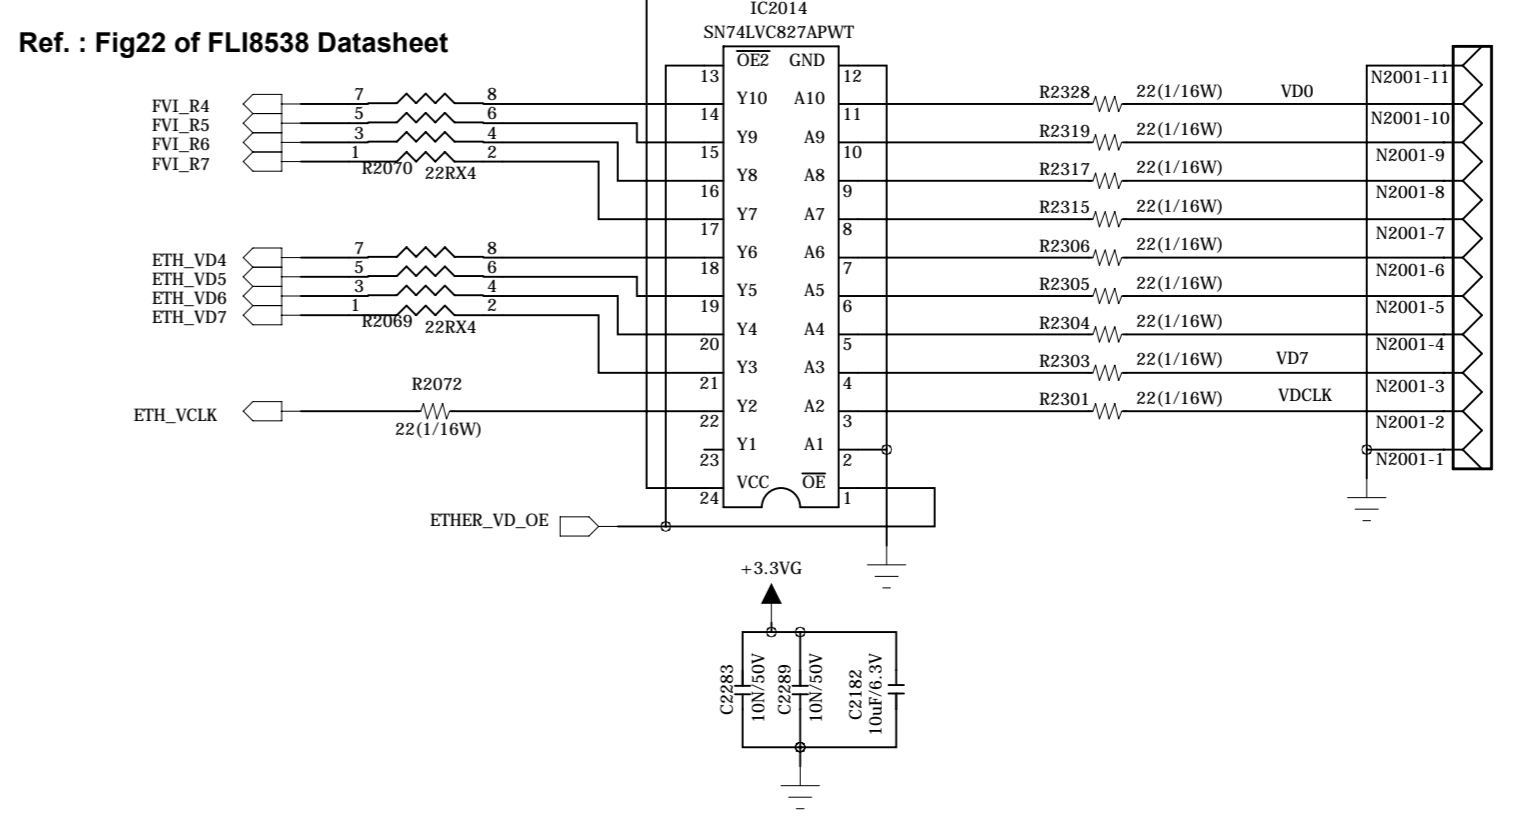 IC2014
SN74LVC827APWT
Ref. : Fig22 of FLI8538 Datasheet
OE2 GND
13 12
N2001-11
FVI_R4 7 8 Y10 A10 R2328 22(1/16W) VD0
14 11
N2001-10
FVI_R5 5 6 Y9 A9 R2319 22(1/16W)
15 10
N2001-9
FVI_R6 3 4 Y8 A8 R2317 22(1/16W)
16 9
N2001-8
FVI_R7 1 2 Y7 A7 R2315 22(1/16W)
R2070 22RX4
17 8
N2001-7
ETH_VD4 7 8 Y6 A6 R2306 22(1/16W)
18 7
N2001-6
ETH_VD5 5 6 Y5 A5 R2305 22(1/16W)
19 6
N2001-5
ETH_VD6 3 4 Y4 A4 R2304 22(1/16W)
20 5
N2001-4
ETH_VD7 1 2 Y3 A3 R2303 22(1/16W) VD7
R2069 22RX4
21 4
N2001-3
R2072
ETH_VCLK Y2 A2 R2301 22(1/16W) VDCLK
22(1/16W)
22 3
N2001-2
Y1 A1
23 2
N2001-1
VCC OE
24 1
ETHER_VD_OE
+3.3VG
C2283
10N/50V
C2289
10N/50V
C2182
10uF/6.3V